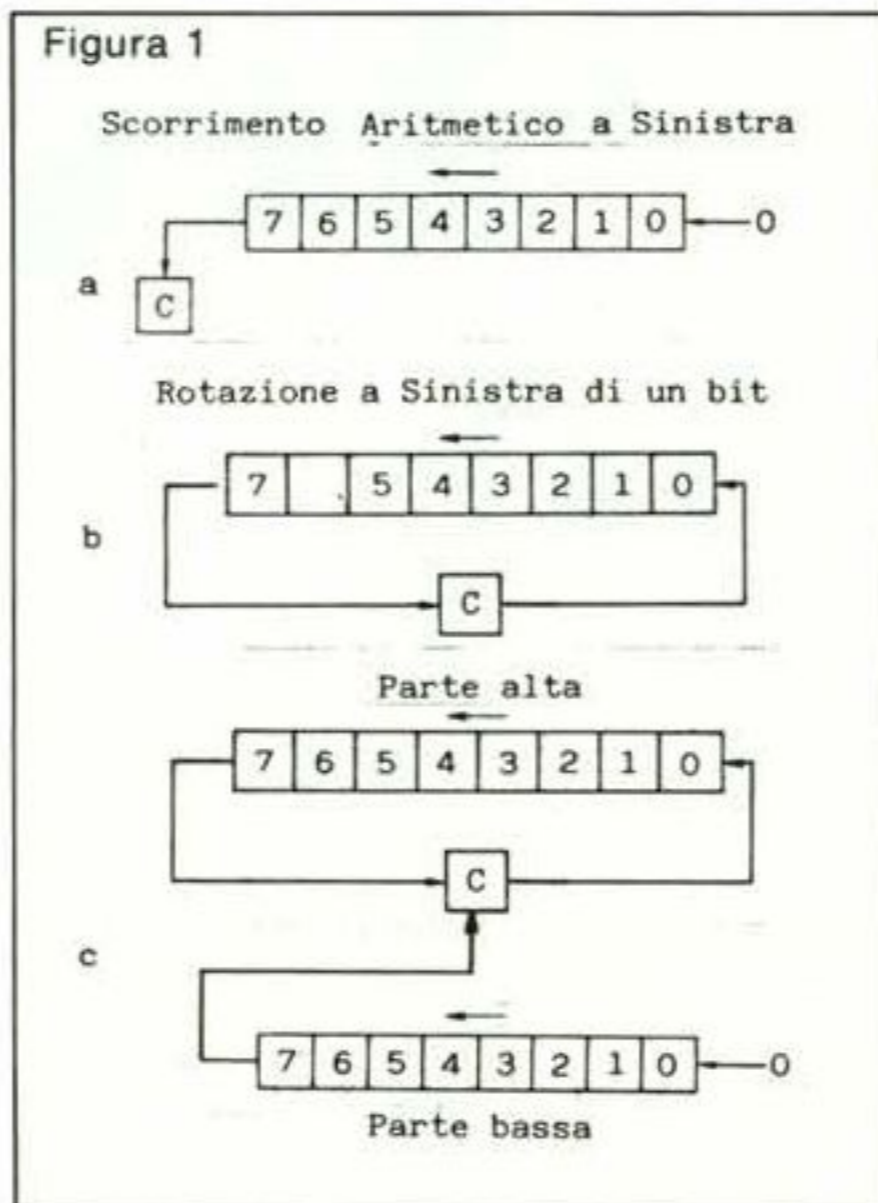 Figura 1
Scorrimento Aritmetico a Sinistra
7 6 5 4 3 2 1 0 0
a
C
Rotazione a Sinistra di un bit
7 5 4 3 2 1 0
b
C
Parte alta
7 6 5 4 3 2 1 0
C
c
7 6 5 4 3 2 1 0 0
Parte bassa